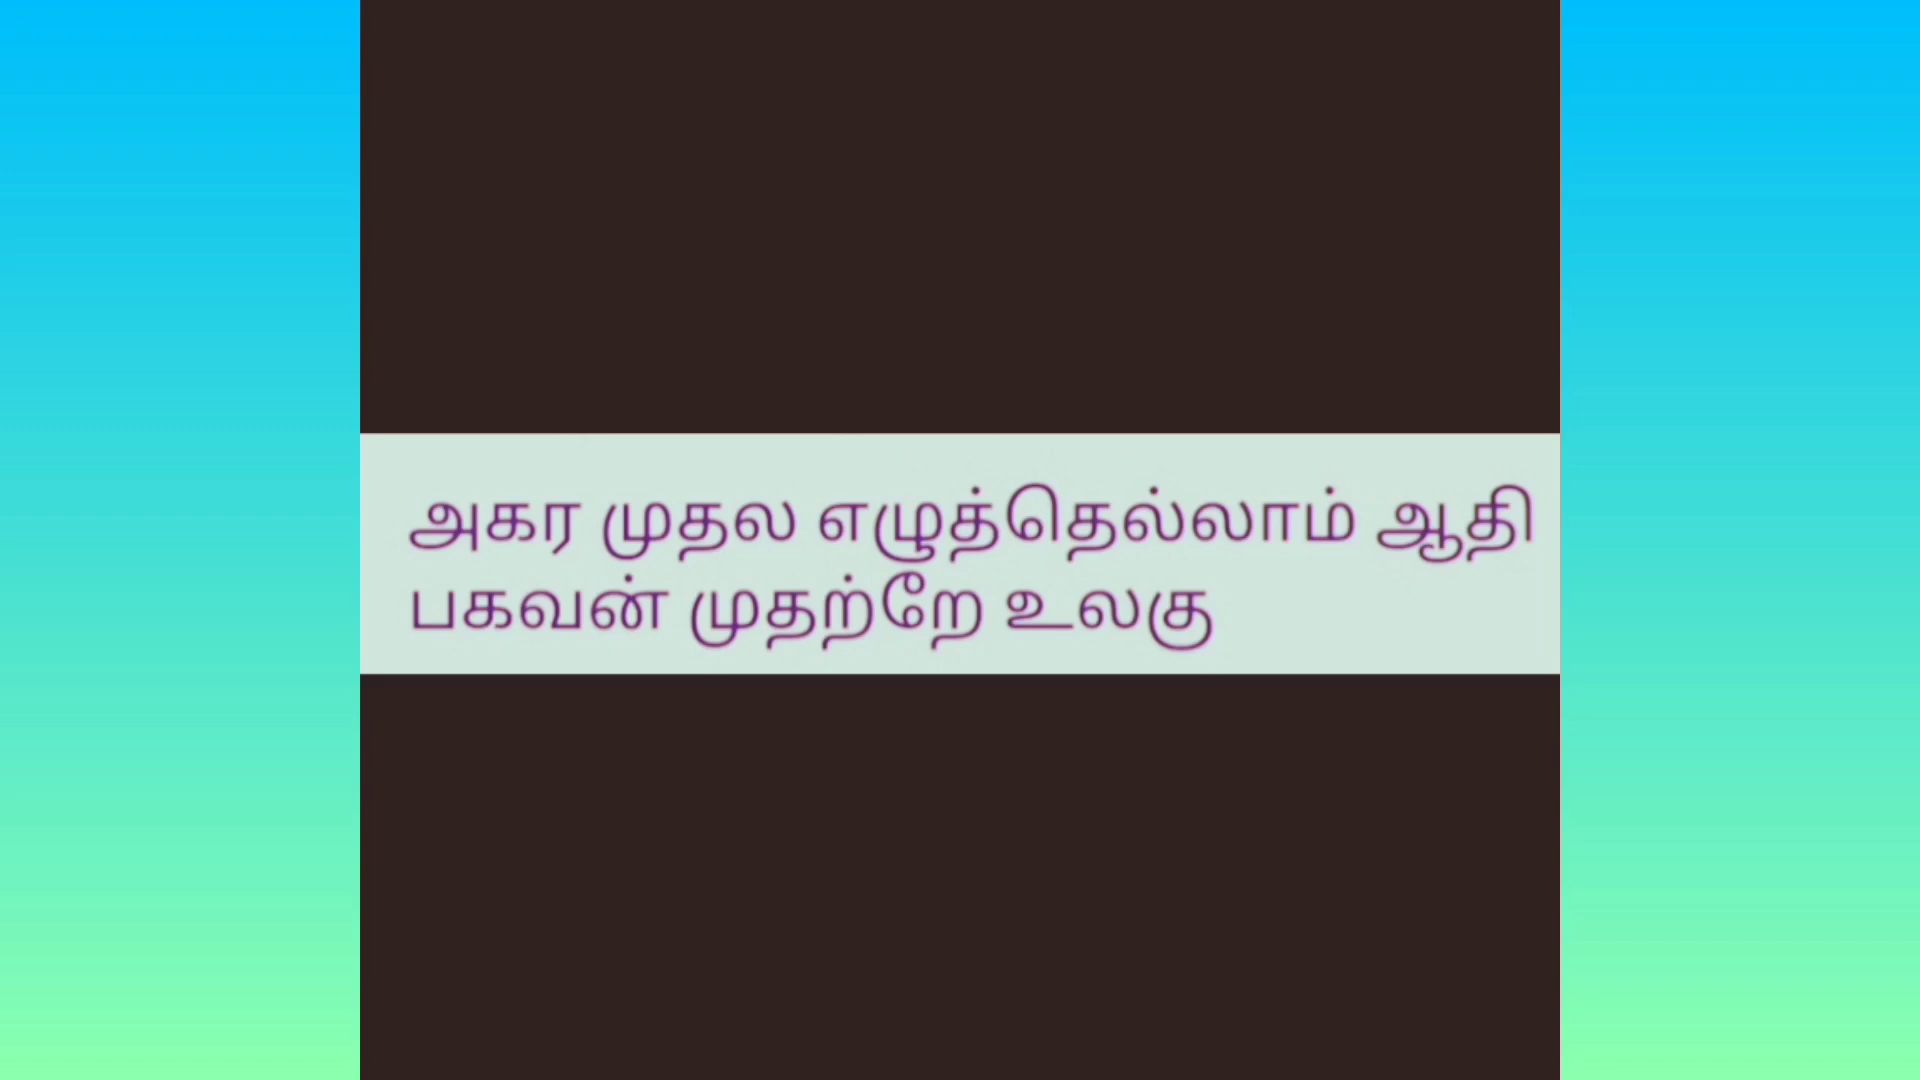 அகர முதல எழுத்தெல்லாம் ஆதி
பகவன் முதற்றே உலகு